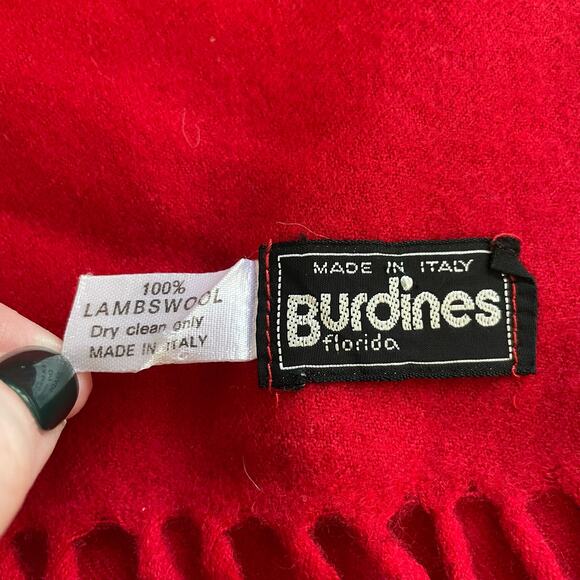 100%
LAMBSWOOL
Dry clean only
MADE IN ITALY
MADE IN ITALY
Burdines
florida